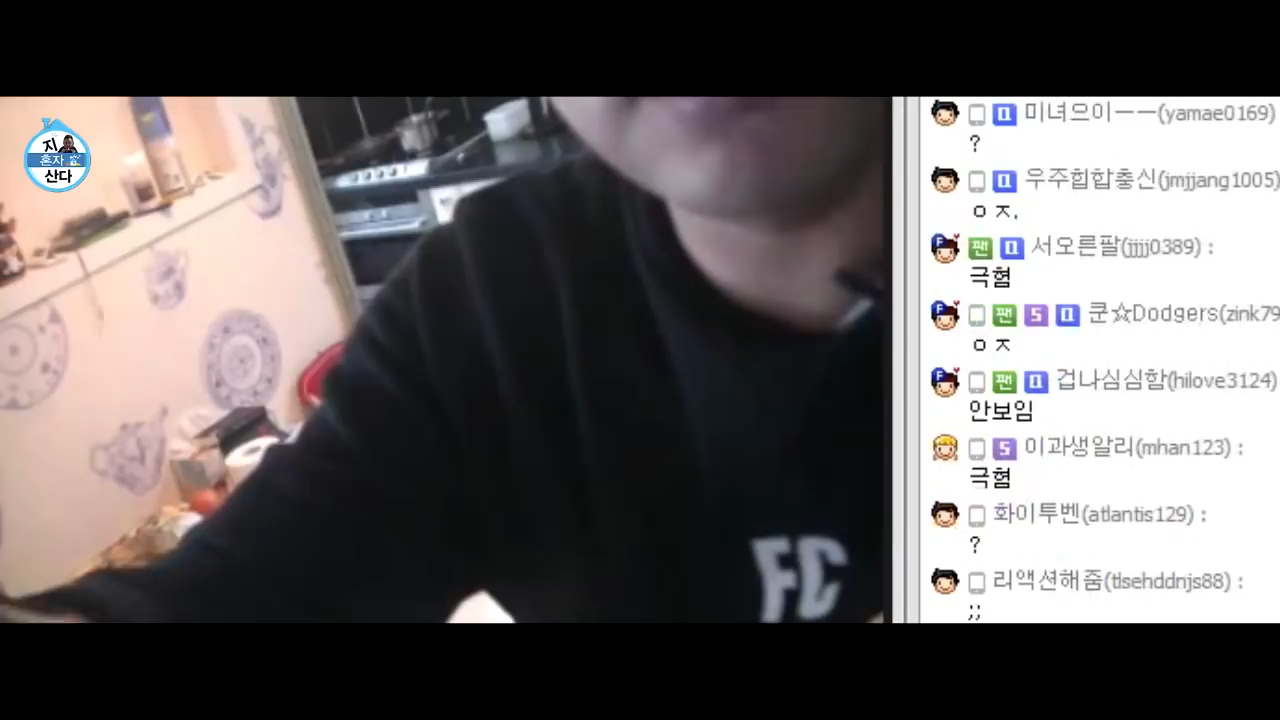 지
혼자
산다
FC
미녀으이ㅡㅡ(yamae0169)
?
우주힙합충신(jmjjang1005)
ㅇㅈ.
팬 서오른팔(jjjj0389) :
극혐
팬 S 쿤☆Dodgers(zink79
ㅇㅈ
팬 겁나심심함(hilove3124)
안보임
S 이과생알리(mhan123) :
극혐
화이투벤(atlantis129) :
?
리액션해줌(tlsehddnjs88) :
;;